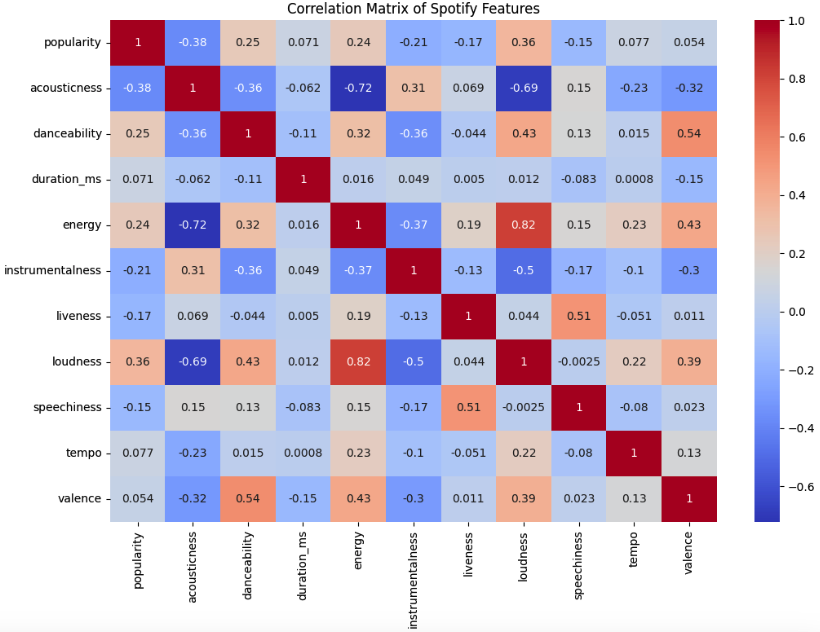 Correlation Matrix of Spotify Features
popularity 1 -0.38 0.25 0.071 0.24 -0.21 -0.17 0.36 -0.15 0.077 0.054
acousticness -0.38 1 -0.36 -0.062 -0.72 0.31 0.069 -0.69 0.15 -0.23 -0.32
danceability 0.25 -0.36 1 -0.11 0.32 -0.36 -0.044 0.43 0.13 0.015 0.54
duration_ms 0.071 -0.062 -0.11 1 0.016 0.049 0.005 0.012 -0.083 0.0008 -0.15
energy 0.24 -0.72 0.32 0.016 1 -0.37 0.19 0.82 0.15 0.23 0.43
instrumentalness -0.21 0.31 -0.36 0.049 -0.37 1 -0.13 -0.5 -0.17 -0.1 -0.3
liveness -0.17 0.069 -0.044 0.005 0.19 -0.13 1 0.044 0.51 -0.051 0.011
loudness 0.36 -0.69 0.43 0.012 0.82 -0.5 0.044 1 -0.0025 0.22 0.39
speechiness -0.15 0.15 0.13 -0.083 0.15 -0.17 0.51 -0.0025 1 -0.08 0.023
tempo 0.077 -0.23 0.015 0.0008 0.23 -0.1 -0.051 0.22 -0.08 1 0.13
valence 0.054 -0.32 0.54 -0.15 0.43 -0.3 0.011 0.39 0.023 0.13 1
popularity acousticness danceability duration_ms energy instrumentalness liveness loudness speechiness tempo valence
1.0
0.8
0.6
0.4
0.2
0.0
−0.2
−0.4
−0.6